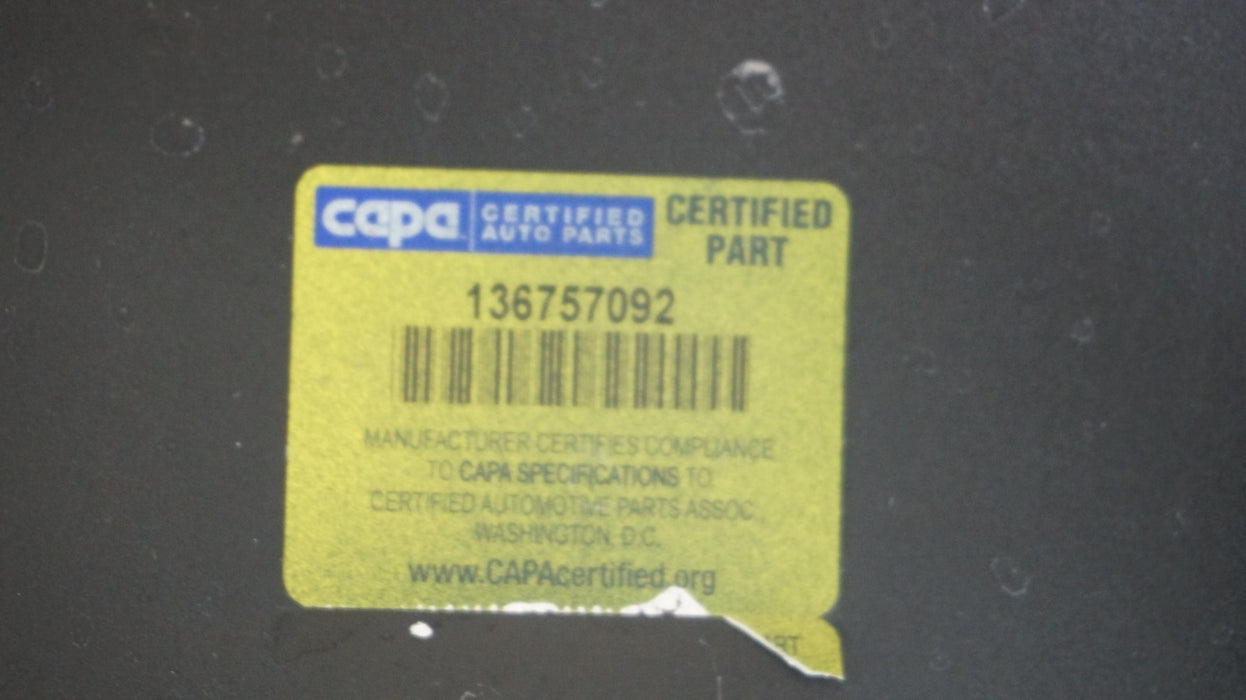 capa CERTIFIED AUTO PARTS
CERTIFIED PART
136757092
MANUFACTURER CERTIFIES COMPLIANCE
TO CAPA SPECIFICATIONS TO
CERTIFIED AUTOMOTIVE PARTS ASSOC.
WASHINGTON, D.C.
www.CAPAcertified.org